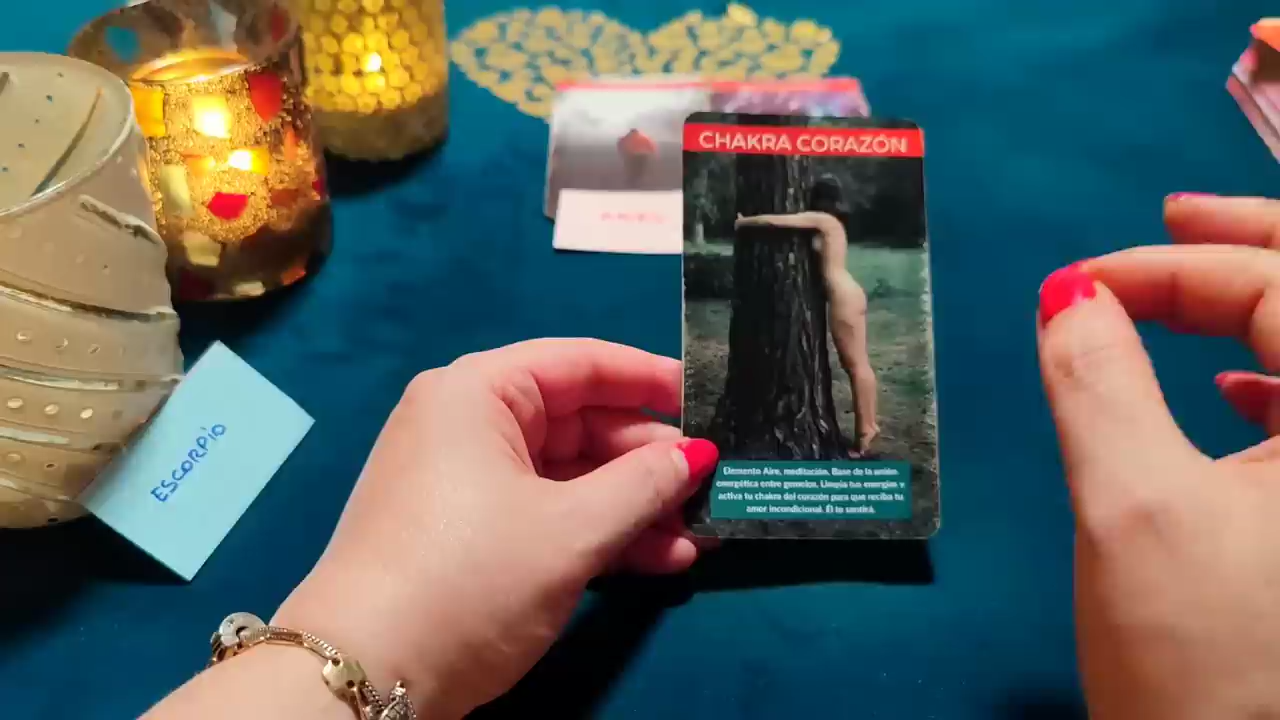 CHAKRA CORAZÓN
Elemento Aire, meditación. Base de la unión
energética entre gemelos. Limpia tus energías y
activa tu chakra del corazón para que reciba tu
amor incondicional. Él lo sentirá.
ESCORPIO